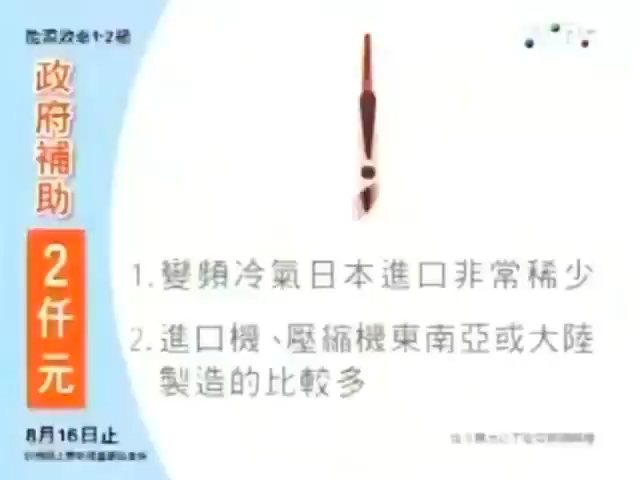 能源效率1-2級
政府補助
2仟元
8月16日止
1.變頻冷氣日本進口非常稀少
2.進口機、壓縮機東南亞或大陸
製造的比較多